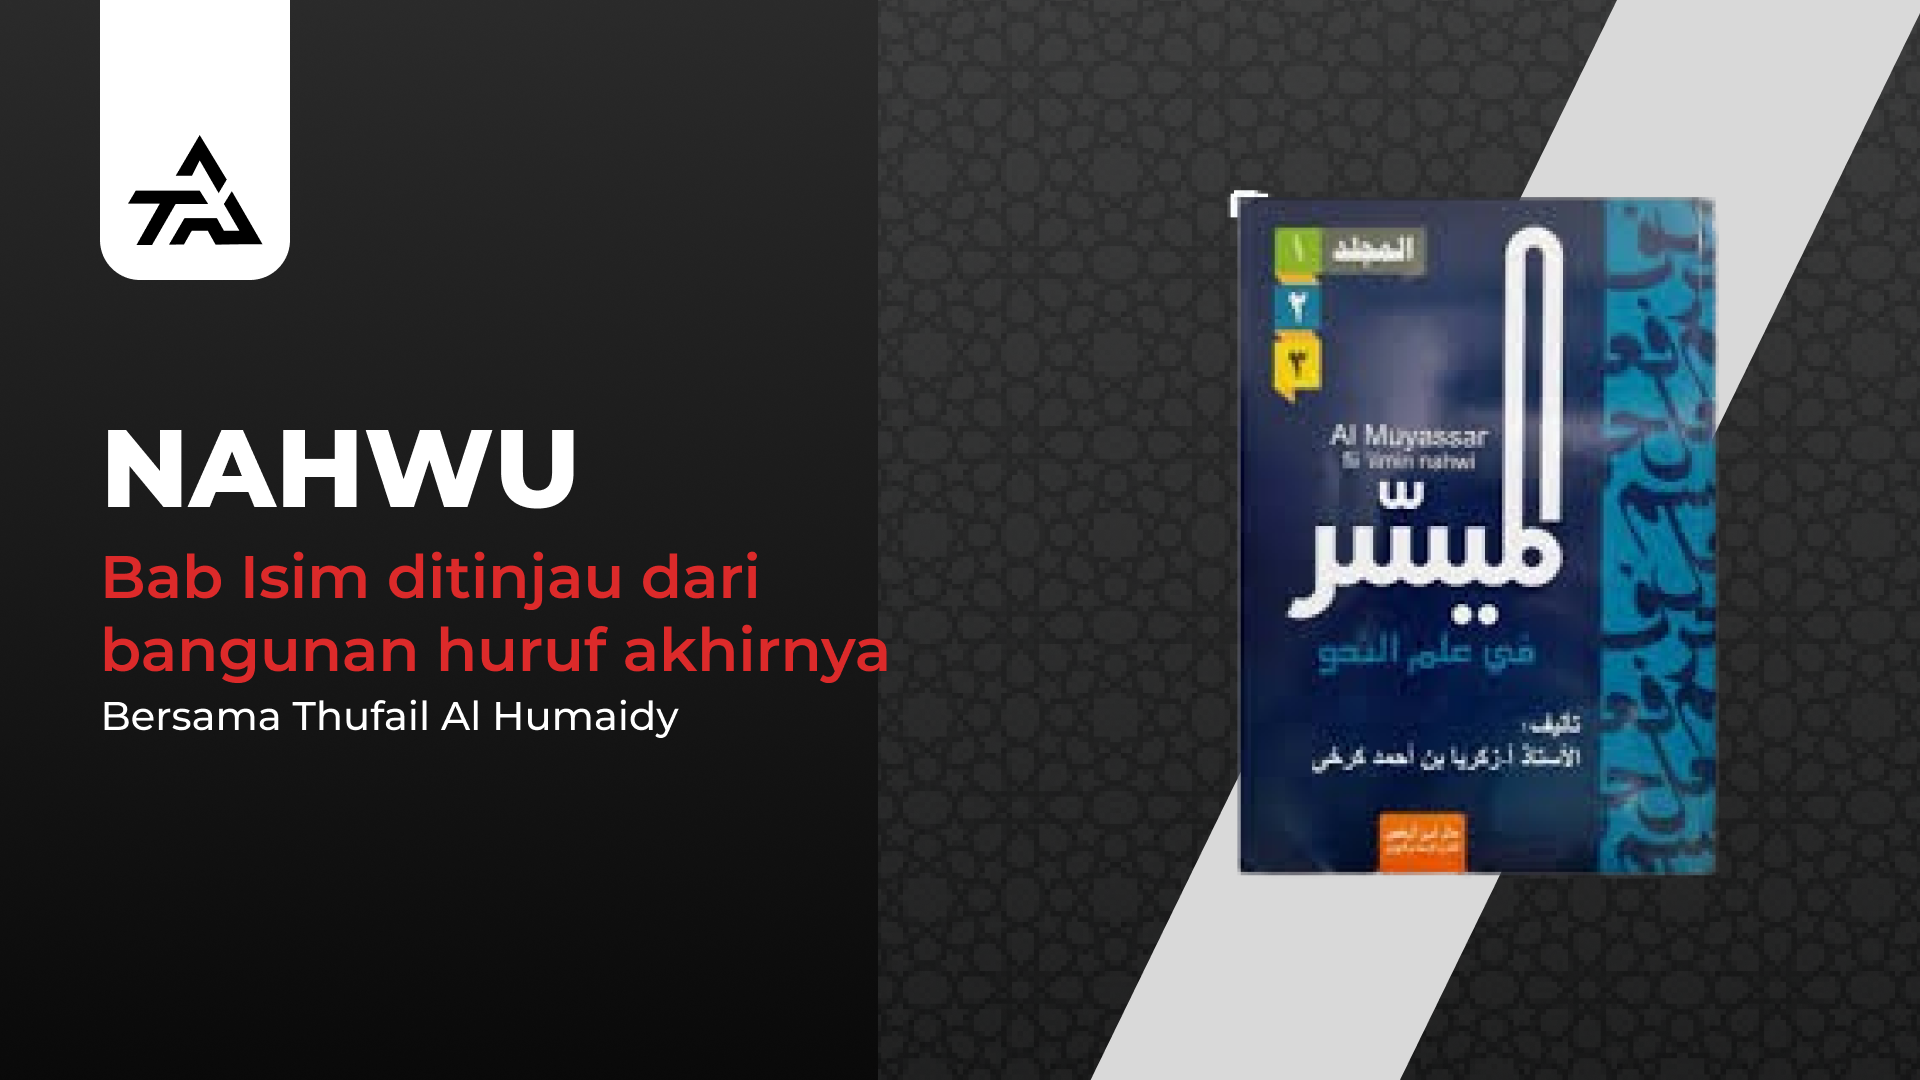 NAHWU
Bab Isim ditinjau dari
bangunan huruf akhirnya
Bersama Thufail Al Humaidy
المجلد ١
٢
٣
Al Muyassar
fii 'ilmin nahwi
الميسّر
في علم النحو
تأليف:
الأستاذ أ.زكريا بن أحمد كرخي